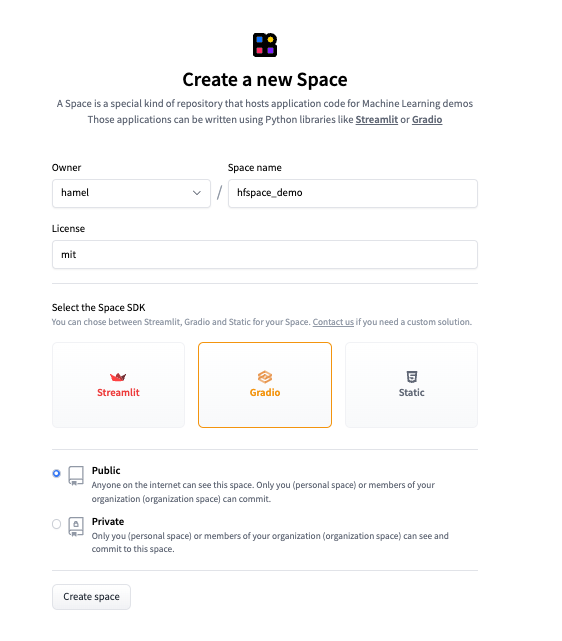 Create a new Space
A Space is a special kind of repository that hosts application code for Machine Learning demos
Those applications can be written using Python libraries like Streamlit or Gradio
Owner
Space name
hamel / hfspace_demo
License
mit
Select the Space SDK
You can chose between Streamlit, Gradio and Static for your Space. Contact us if you need a custom solution.
Streamlit
Gradio
Static
Public
Anyone on the internet can see this space. Only you (personal space) or members of your
organization (organization space) can commit.
Private
Only you (personal space) or members of your organization (organization space) can see and
commit to this space.
Create space